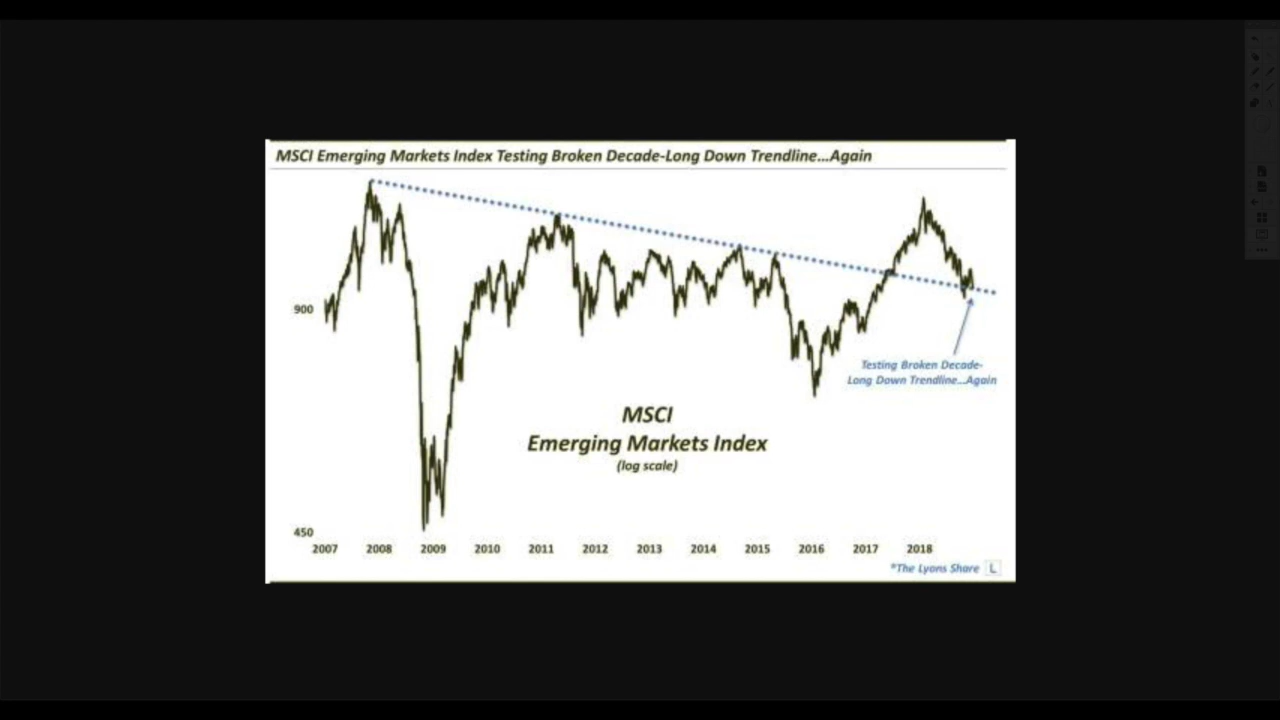 MSCI Emerging Markets Index Testing Broken Decade-Long Down Trendline...Again
900
Testing Broken Decade-
Long Down Trendline...Again
MSCI
Emerging Markets Index
(log scale)
450
2007 2008 2009 2010 2011 2012 2013 2014 2015 2016 2017 2018
*The Lyons Share L